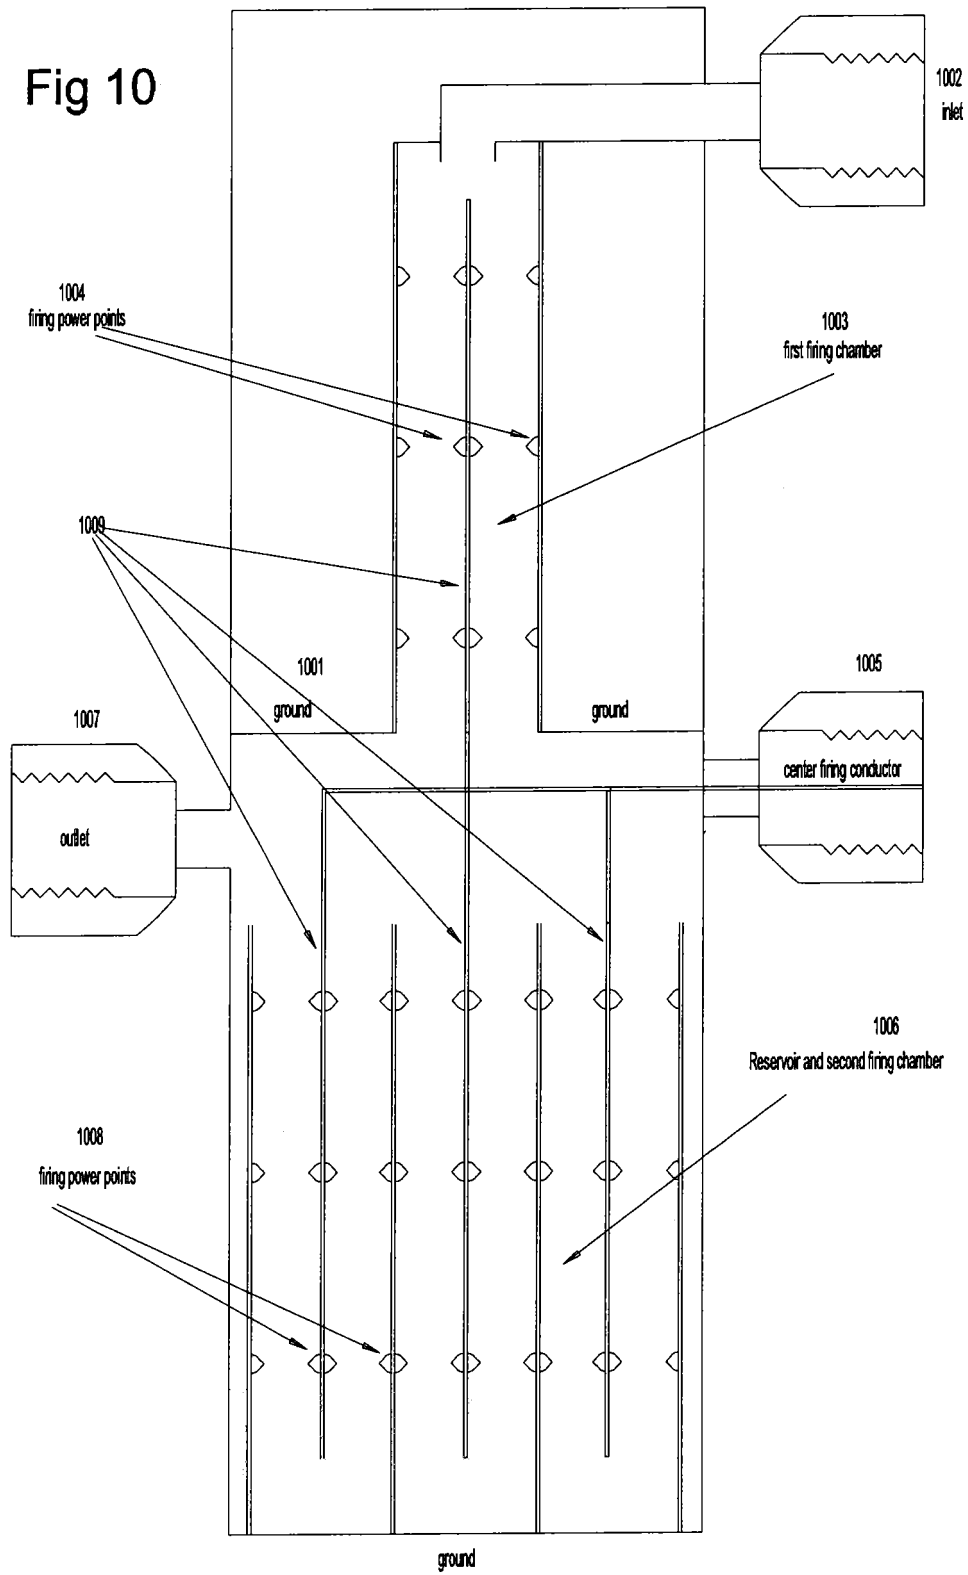 Fig 10
1002
inlet
1004
firing power points
1003
first firing chamber
1009
1001
ground
ground
1005
center firing conductor
1007
outlet
1006
Reservoir and second firing chamber
1008
firing power points
ground